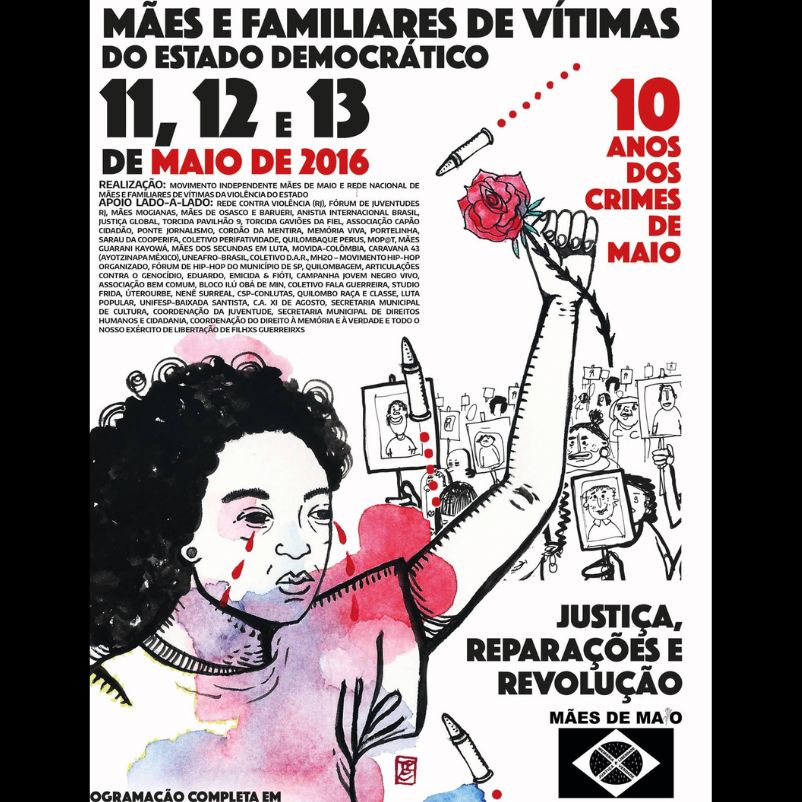 MÃES E FAMILIARES DE VÍTIMAS
DO ESTADO DEMOCRÁTICO
11, 12 E 13
DE MAIO DE 2016
10
ANOS
DOS
CRIMES
DE
MAIO
REALIZAÇÃO: MOVIMENTO INDEPENDENTE MÃES DE MAIO E REDE NACIONAL DE
MÃES E FAMILIARES DE VÍTIMAS DA VIOLÊNCIA DO ESTADO
APOIO LADO-A-LADO: REDE CONTRA VIOLÊNCIA (RJ), FÓRUM DE JUVENTUDES
RJ, MÃES MOGIANAS, MÃES DE OSASCO E BARUERI, ANISTIA INTERNACIONAL BRASIL,
JUSTIÇA GLOBAL, TORCIDA PAVILHÃO 9, TORCIDA GAVIÕES DA FIEL, ASSOCIAÇÃO CAPÃO
CIDADÃO, PONTE JORNALISMO, CORDÃO DA MENTIRA, MEMÓRIA VIVA, PORTELINHA,
SARAU DA COOPERIFA, COLETIVO PERIFATIVIDADE, QUILOMBAQUE PERUS, MOP@T, MÃES
GUARANI KAYOWÁ, MÃES DOS SECUNDAS EM LUTA, MOVIDA-COLÔMBIA, CARAVANA 43
(AYOTZINAPA MÉXICO), UNEAFRO-BRASIL, COLETIVO D.A.R., MH2O – MOVIMENTO HIP-HOP
ORGANIZADO, FÓRUM DE HIP-HOP DO MUNICÍPIO DE SP, QUILOMBAGEM, ARTICULAÇÕES
CONTRA O GENOCÍDIO, EDUARDO, EMICIDA & FIÓTI, CAMPANHA JOVEM NEGRO VIVO,
ASSOCIAÇÃO BEM COMUM, BLOCO ILÚ OBÁ DE MIN, COLETIVO FALA GUERREIRA, STUDIO
FRIDA, ÚTEROURBE, NENÊ SURREAL, CSP-CONLUTAS, QUILOMBO RAÇA E CLASSE, LUTA
POPULAR, UNIFESP-BAIXADA SANTISTA, C.A. XI DE AGOSTO, SECRETARIA MUNICIPAL
DE CULTURA, COORDENAÇÃO DA JUVENTUDE, SECRETARIA MUNICIPAL DE DIREITOS
HUMANOS E CIDADANIA, COORDENAÇÃO DO DIREITO À MEMÓRIA E À VERDADE E TODO O
NOSSO EXÉRCITO DE LIBERTAÇÃO DE FILHXS GUERREIRXS
JUSTIÇA,
REPARAÇÕES E
REVOLUÇÃO
MÃES DE MAIO
OGRAMAÇÃO COMPLETA EM